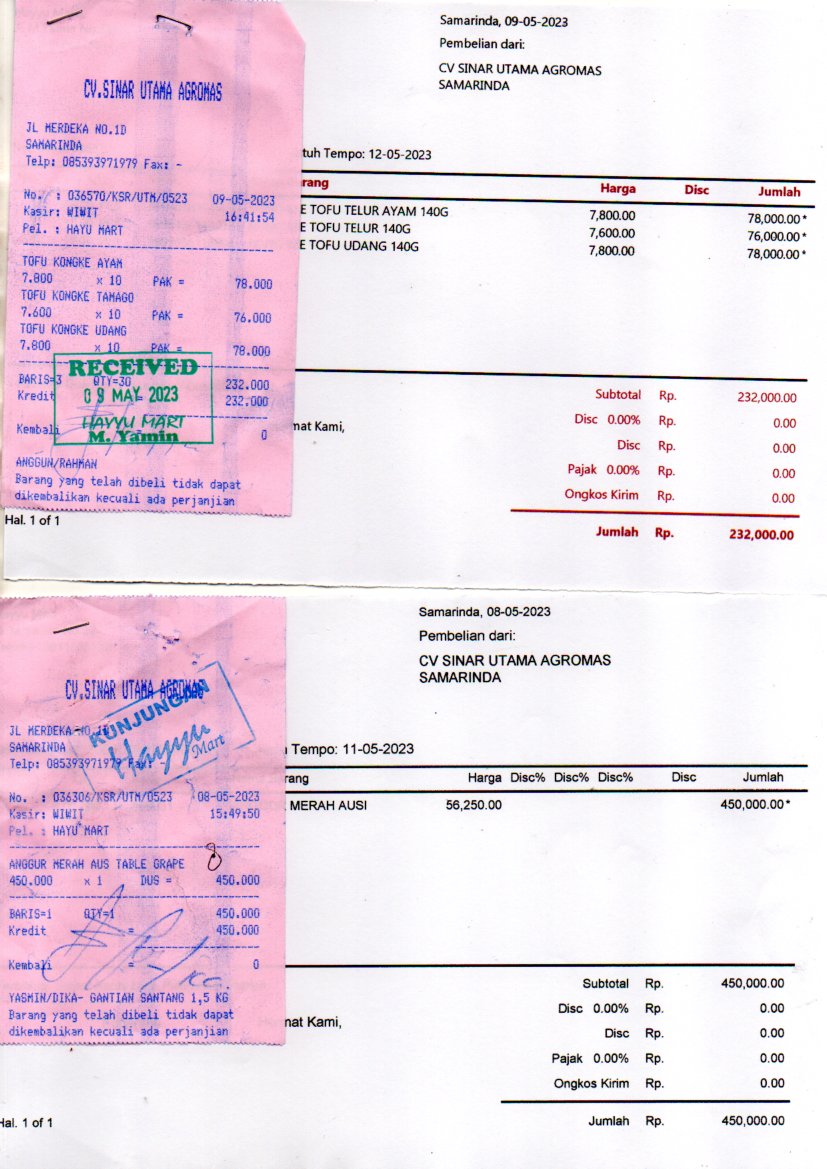 CV.SINAR UTAMA AGROMAS
JL MERDEKA NO.1D
SAMARINDA
Telp: 085393971979 Fax: -
No. : 036570/KSR/UTM/0523 09-05-2023
Kasir: WIWIT 16:41:54
Pel. : HAYU MART
TOFU KONGKE AYAM
7.800 x 10 PAK = 78.000
TOFU KONGKE TAMAGO
7.600 x 10 PAK = 76.000
TOFU KONGKE UDANG
7.800 x 10 PAK = 78.000
BARIS=3 QTY=30 232.000
Kredit = 232.000
Kembali 0
RECEIVED
09 MAY 2023
HAYYU MART
M. Yamin
ANGGUN/RAHMAN
Barang yang telah dibeli tidak dapat
dikembalikan kecuali ada perjanjian
Samarinda, 09-05-2023
Pembelian dari:
CV SINAR UTAMA AGROMAS
SAMARINDA
tuh Tempo: 12-05-2023
rang Harga Disc Jumlah
E TOFU TELUR AYAM 140G 7,800.00 78,000.00 *
E TOFU TELUR 140G 7,600.00 76,000.00 *
E TOFU UDANG 140G 7,800.00 78,000.00 *
mat Kami,
Subtotal Rp. 232,000.00
Disc 0.00% Rp. 0.00
Disc Rp. 0.00
Pajak 0.00% Rp. 0.00
Ongkos Kirim Rp. 0.00
Jumlah Rp. 232,000.00
Hal. 1 of 1
CV.SINAR UTAMA AGROMAS
KUNJUNGAN
Hayyu Mart
JL MERDEKA NO.1D
SAMARINDA
Telp: 085393971979 Fax: -
No. : 036306/KSR/UTM/0523 08-05-2023
Kasir: WIWIT 15:49:50
Pel. : HAYU MART
ANGGUR MERAH AUS TABLE GRAPE 8
450.000 x 1 DUS = 450.000
BARIS=1 QTY=1 450.000
Kredit = 450.000
Kembali = 0
YASMIN/DIKA- GANTIAN SANTANG 1,5 KG
Barang yang telah dibeli tidak dapat
dikembalikan kecuali ada perjanjian
Samarinda, 08-05-2023
Pembelian dari:
CV SINAR UTAMA AGROMAS
SAMARINDA
Tempo: 11-05-2023
rang Harga Disc% Disc% Disc% Disc Jumlah
MERAH AUSI 56,250.00 450,000.00 *
mat Kami,
Subtotal Rp. 450,000.00
Disc 0.00% Rp. 0.00
Disc Rp. 0.00
Pajak 0.00% Rp. 0.00
Ongkos Kirim Rp. 0.00
Jumlah Rp. 450,000.00
Hal. 1 of 1